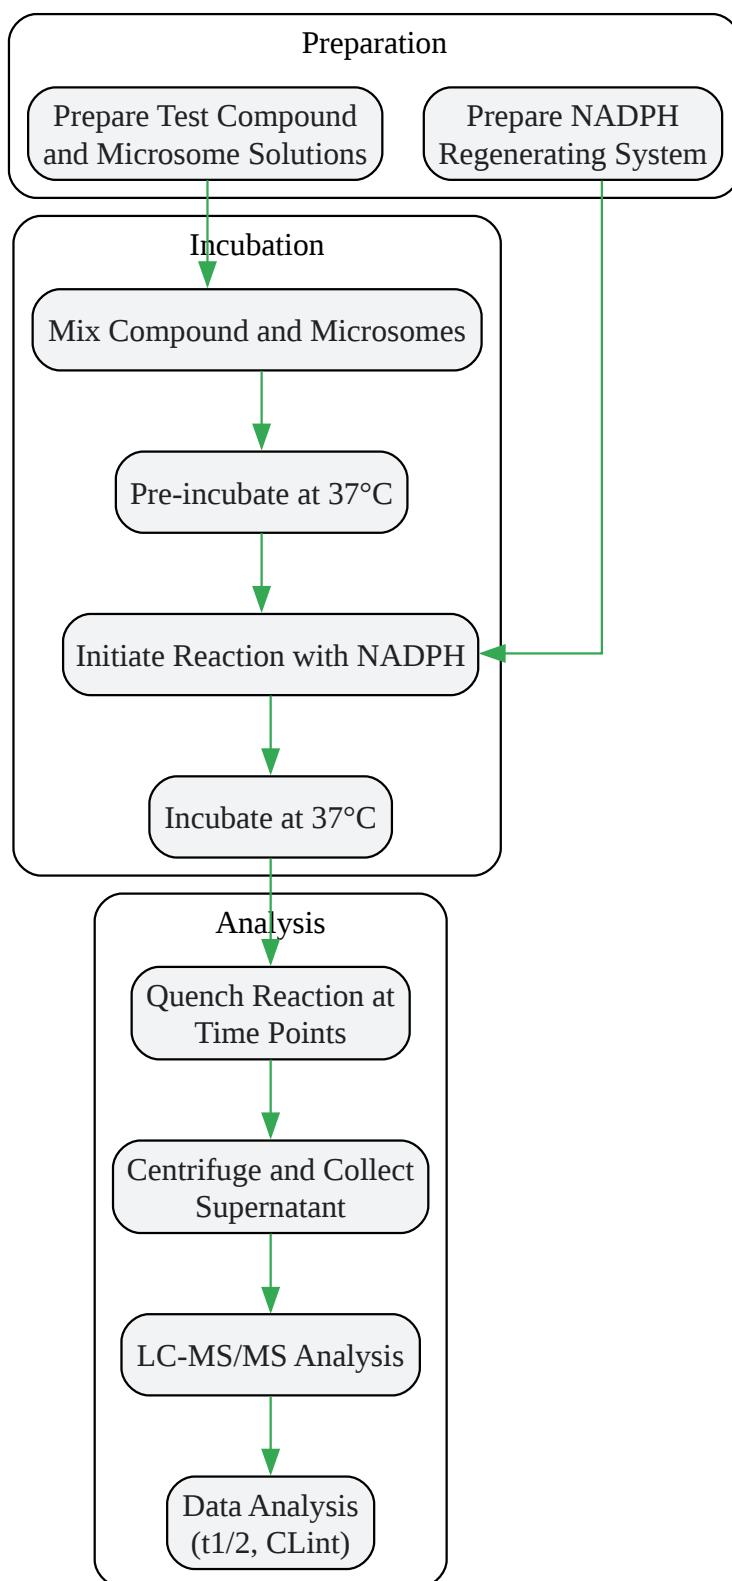 Preparation
Prepare Test Compound
and Microsome Solutions
Prepare NADPH
Regenerating System
Incubation
Mix Compound and Microsomes
Pre-incubate at 37°C
Initiate Reaction with NADPH
Incubate at 37°C
Analysis
Quench Reaction at
Time Points
Centrifuge and Collect
Supernatant
LC-MS/MS Analysis
Data Analysis
(t1/2, CLint)